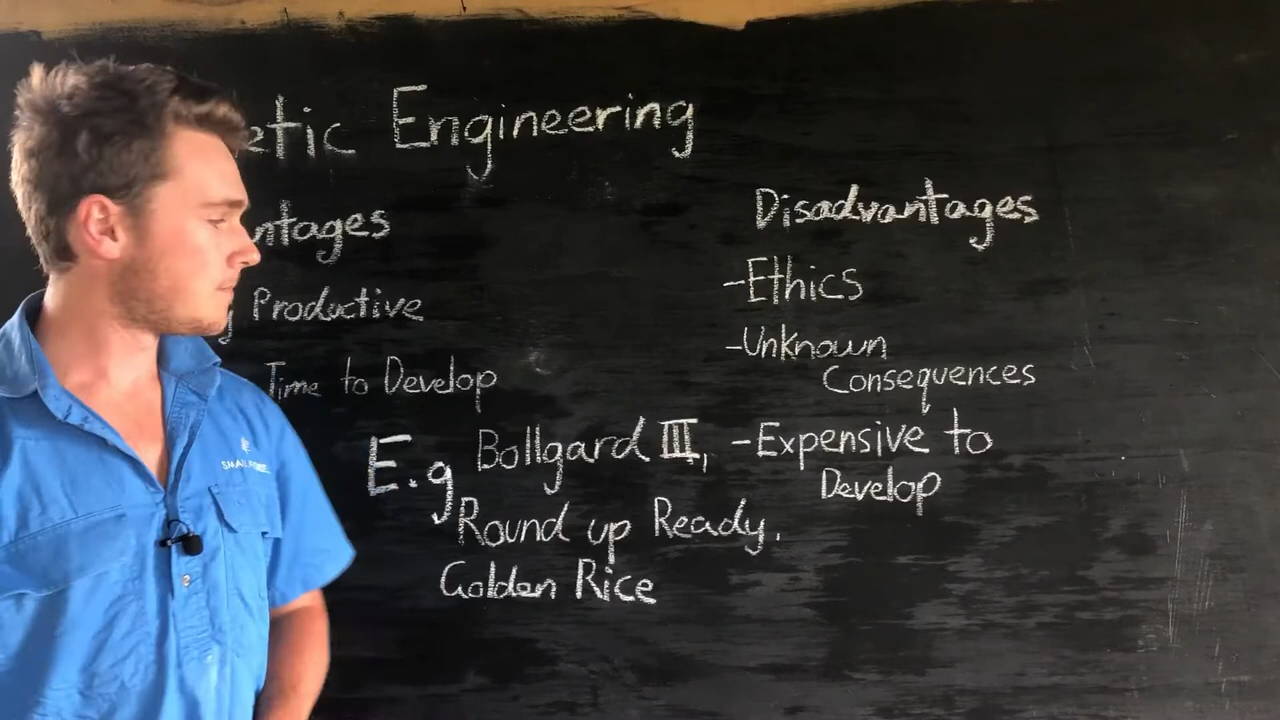 etic Engineering
ntages
Disadvantages
y Productive
Time to Develop
-Ethics
-Unknown
Consequences
-Expensive to
Develop
E.g Bollgard III,
Round up Ready.
Golden Rice